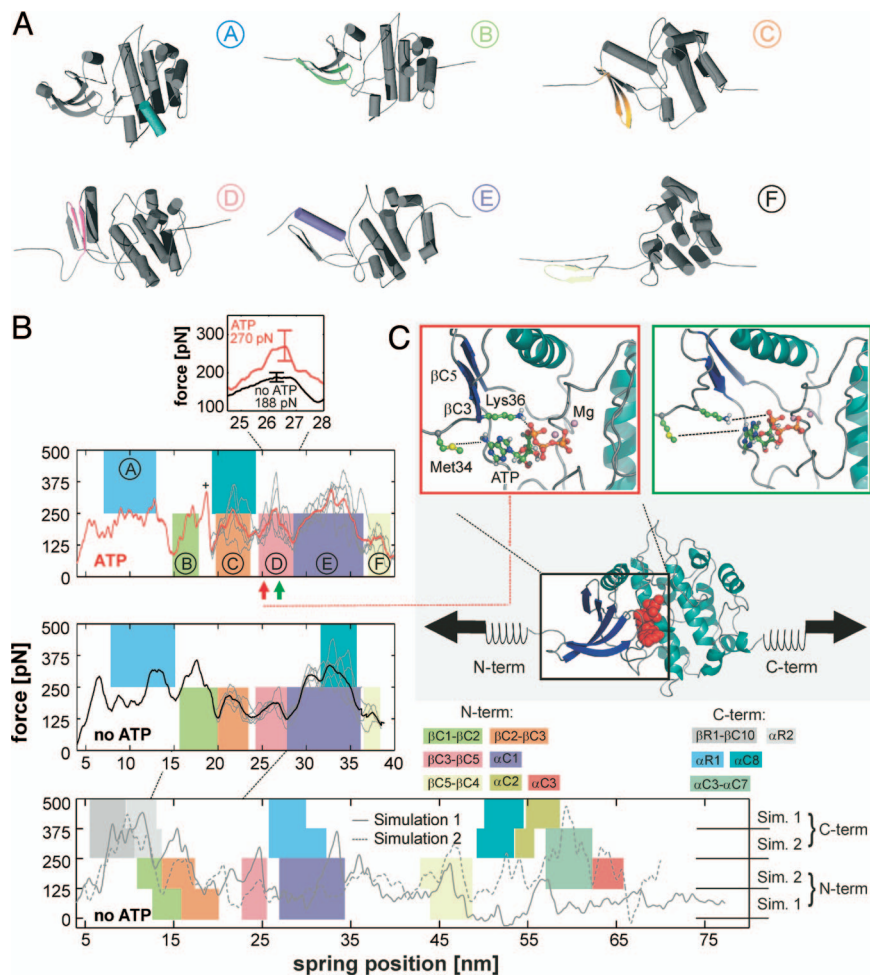 A
A
B
C
D
E
F
B
force [pN]
300
200
100
ATP
270 pN
no ATP
188 pN
25 26 27 28
C
βC5
βC3
Lys36
Mg
Met34
ATP
500
375
250
125
0
A
+
B
C
D
E
F
ATP
N-term
C-term
force [pN]
500
375
250
125
0
no ATP
4 10 15 20 25 30 35 40
N-term:
βC1-βC2 βC2-βC3
βC3-βC5 αC1
βC5-βC4 αC2 αC3
C-term:
βR1-βC10 αR2
αR1 αC8
αC3-αC7
500
375
250
125
0
Simulation 1
Simulation 2
no ATP
Sim. 1
Sim. 2
C-term
Sim. 2
Sim. 1
N-term
5 15 25 35 45 55 65 75
spring position [nm]